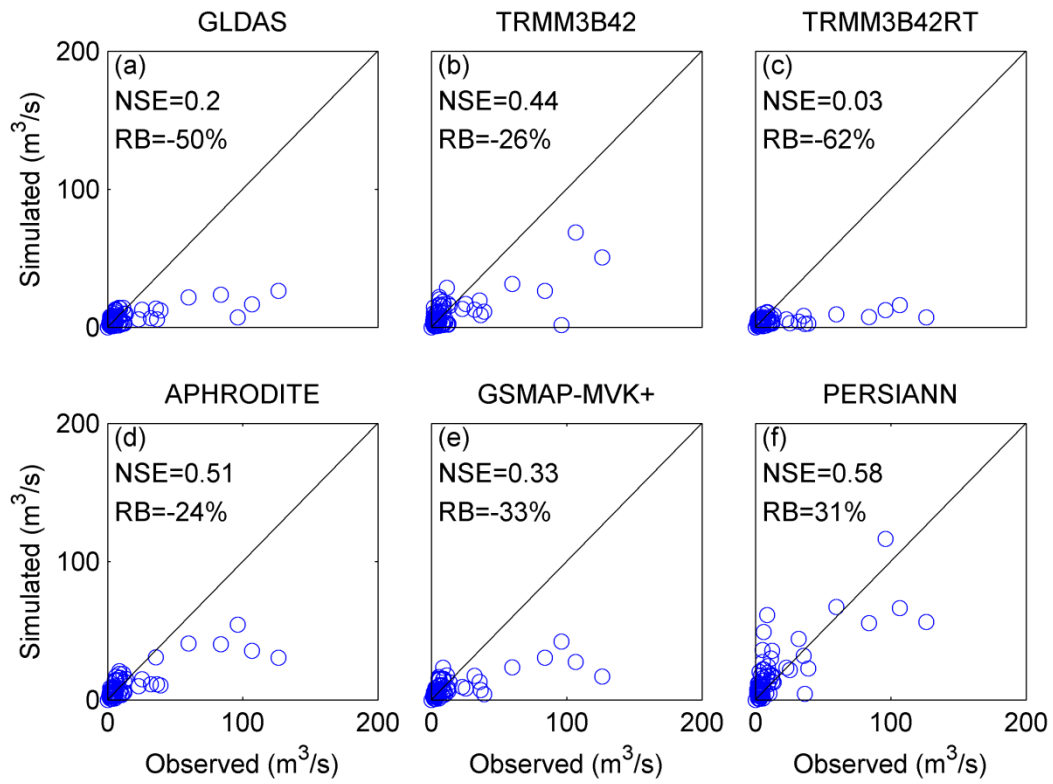 GLDAS
TRMM3B42
TRMM3B42RT
(a)
NSE=0.2
RB=-50%
(b)
NSE=0.44
RB=-26%
(c)
NSE=0.03
RB=-62%
Simulated (m³/s)
200
100
0
APHRODITE
GSMAP-MVK+
PERSIANN
(d)
NSE=0.51
RB=-24%
(e)
NSE=0.33
RB=-33%
(f)
NSE=0.58
RB=31%
Simulated (m³/s)
200
100
0
0 100 200
0 100 200
0 100 200
Observed (m³/s)
Observed (m³/s)
Observed (m³/s)